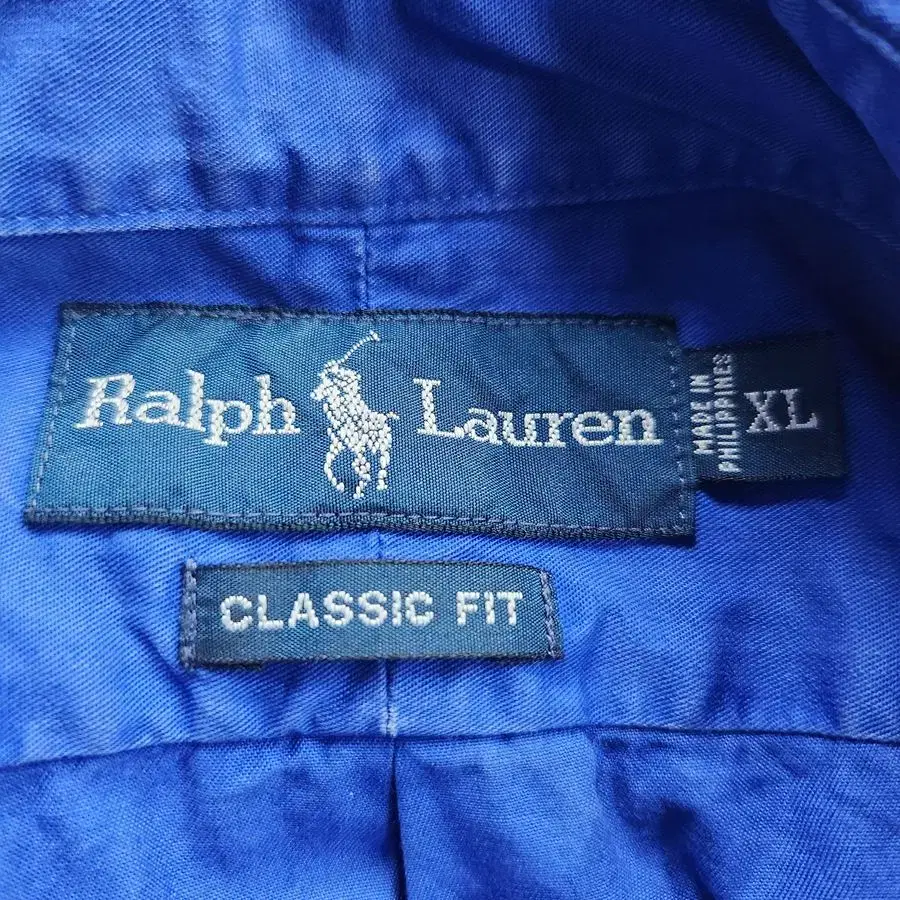 Ralph Lauren
MADE IN
PHILIPPINES
XL
CLASSIC FIT